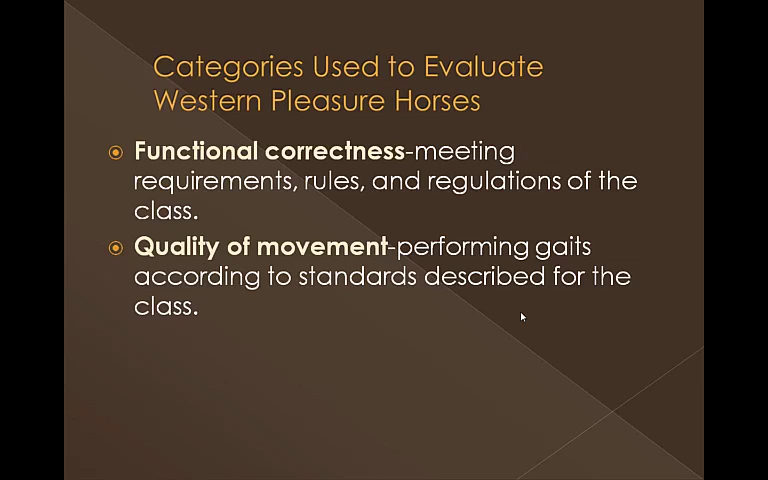 Categories Used to Evaluate
Western Pleasure Horses
Functional correctness-meeting
requirements, rules, and regulations of the
class.
Quality of movement-performing gaits
according to standards described for the
class.